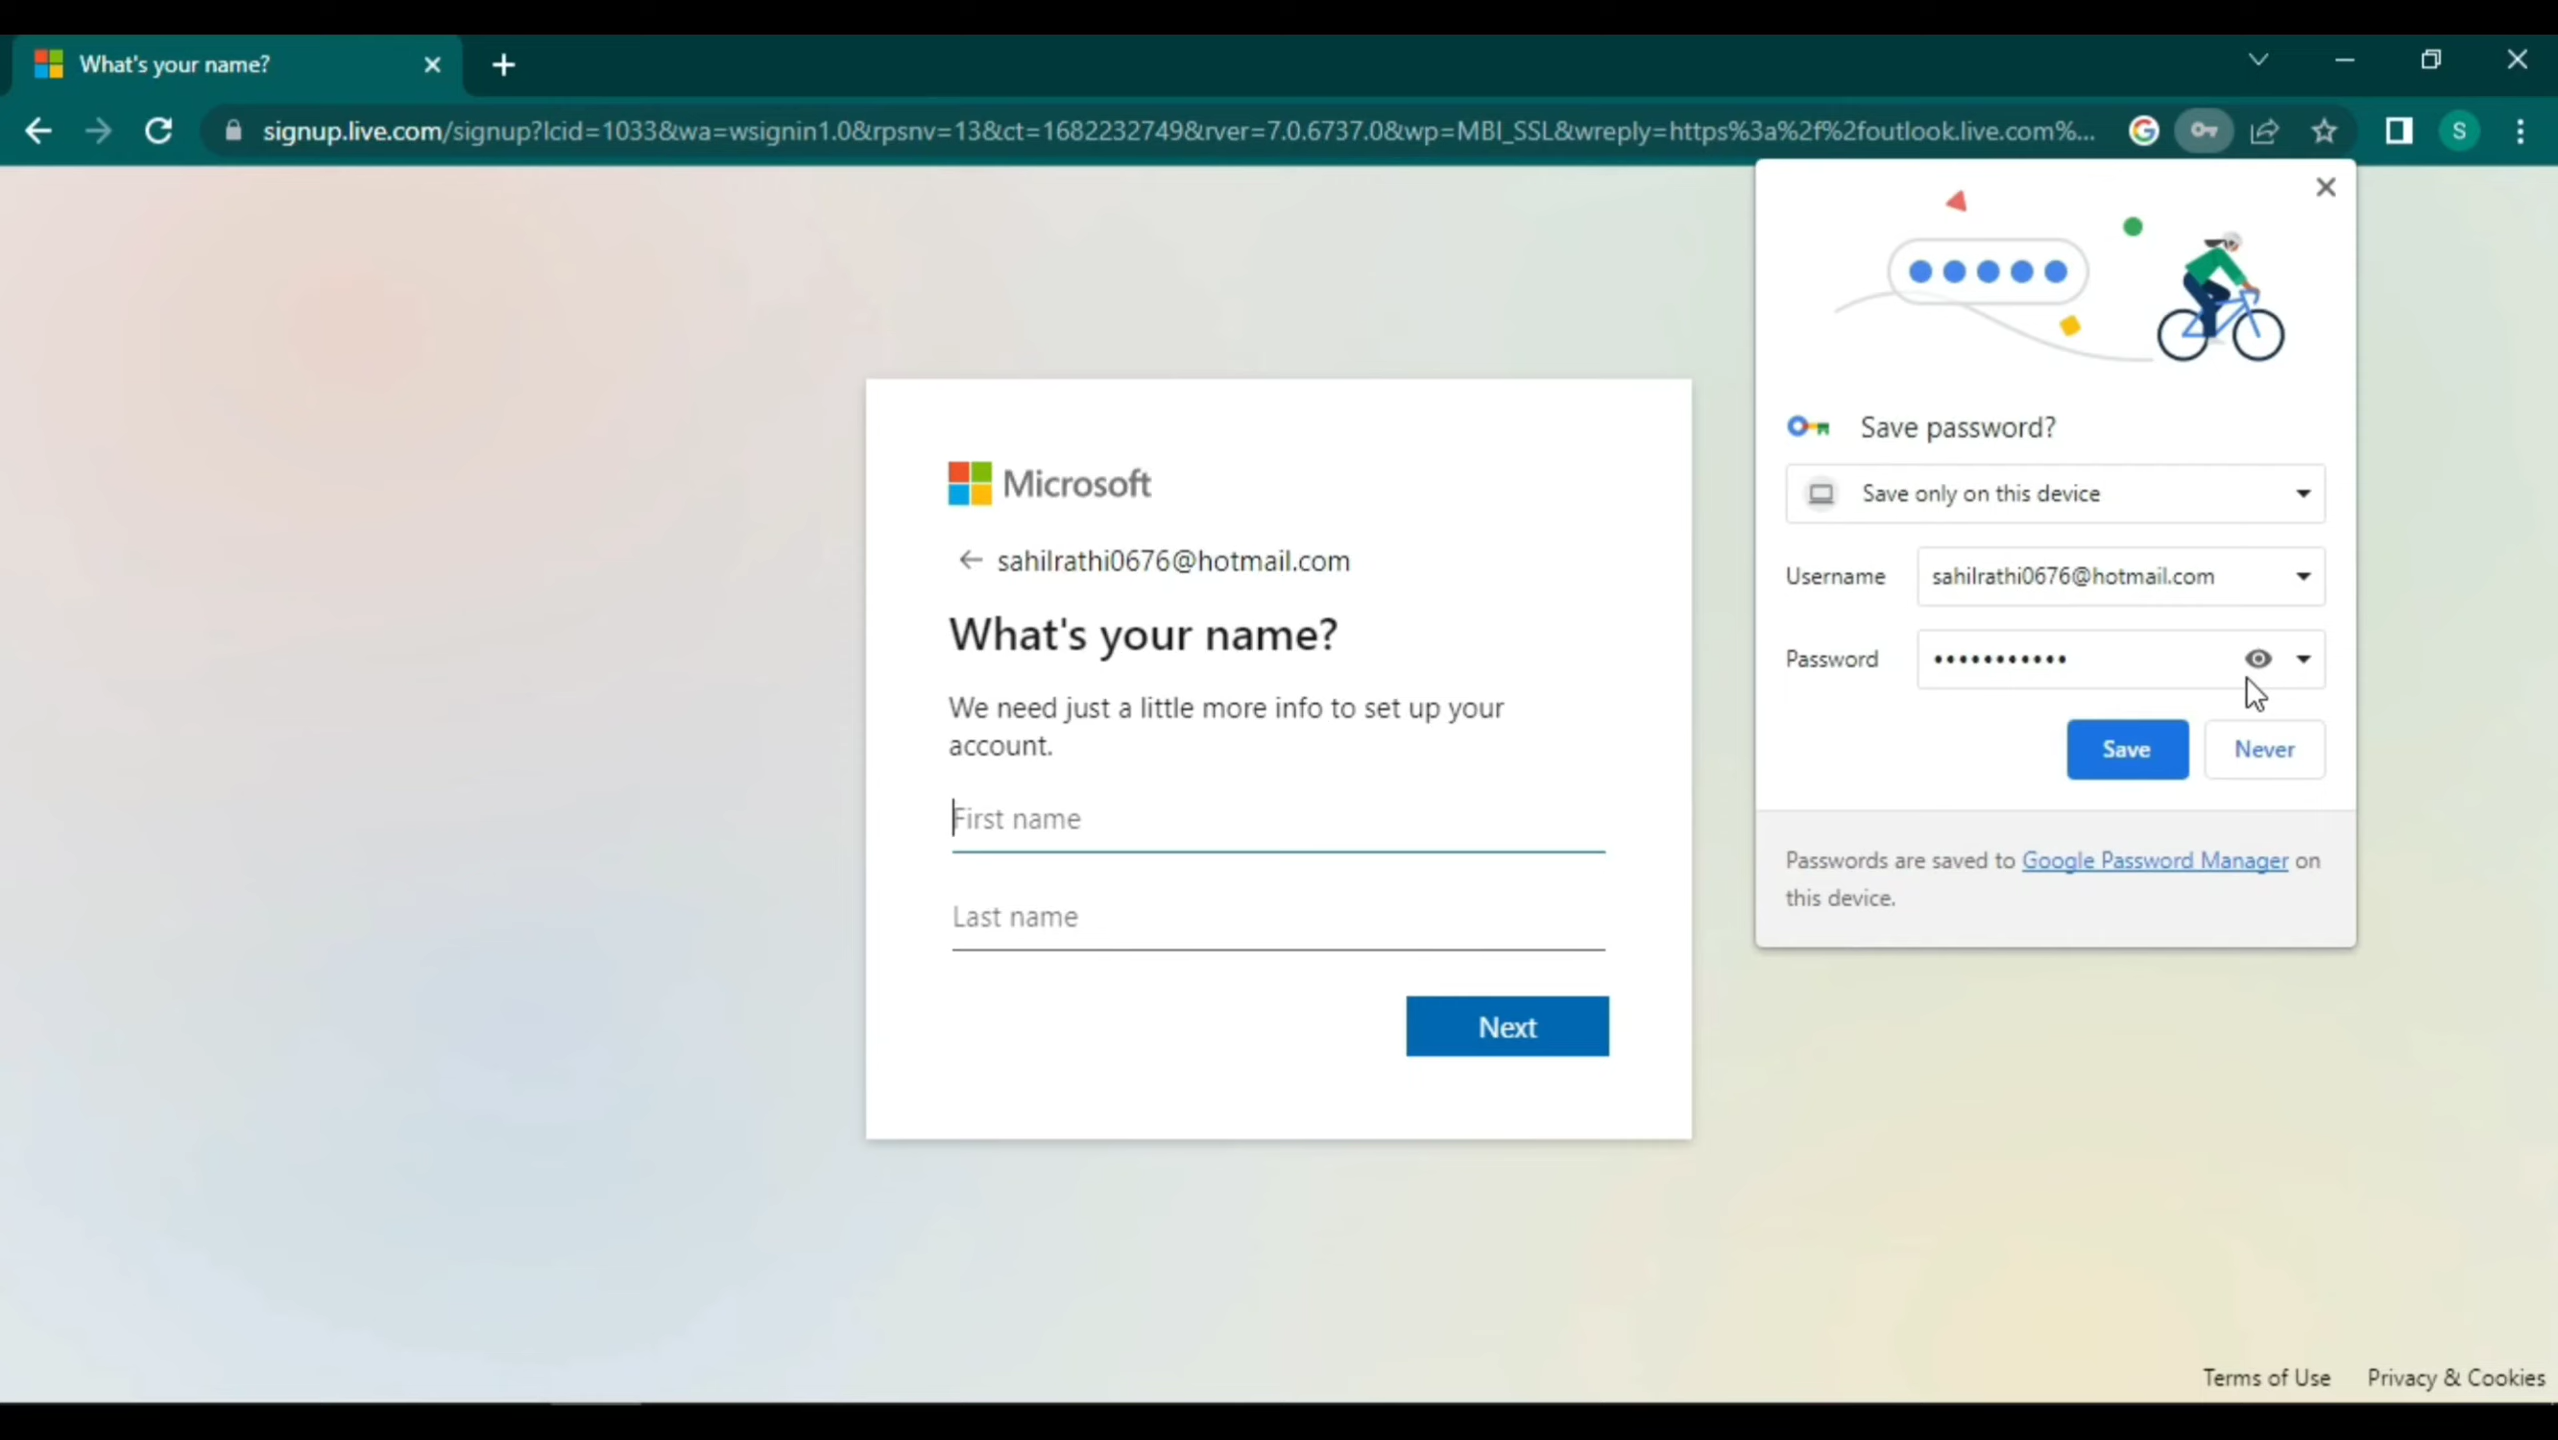 What's your name?
signup.live.com/signup?lcid=1033&wa=wsignin1.0&rpsnv=13&ct=1682232749&rver=7.0.6737.0&wp=MBI_SSL&wreply=https%3a%2f%2foutlook.live.com%...
S
Microsoft
sahilrathi0676@hotmail.com
What's your name?
We need just a little more info to set up your
account.
First name
Last name
Next
Save password?
Save only on this device
Username sahilrathi0676@hotmail.com
Password •••••••••••
Save Never
Passwords are saved to Google Password Manager on
this device.
Terms of Use Privacy & Cookies